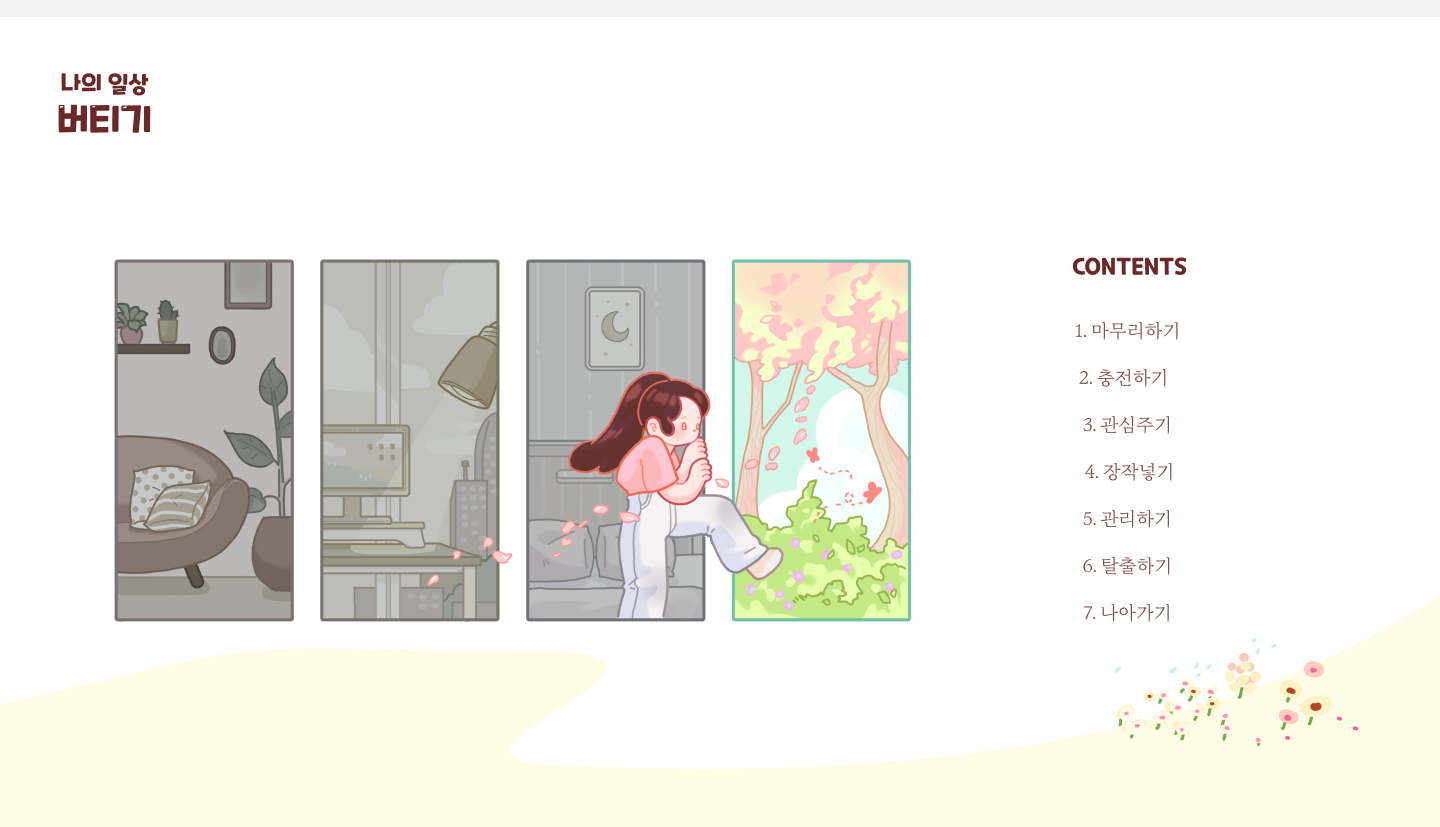 나의 일상
버티기
CONTENTS
1. 마무리하기
2. 충전하기
3. 관심주기
4. 장작넣기
5. 관리하기
6. 탈출하기
7. 나아가기